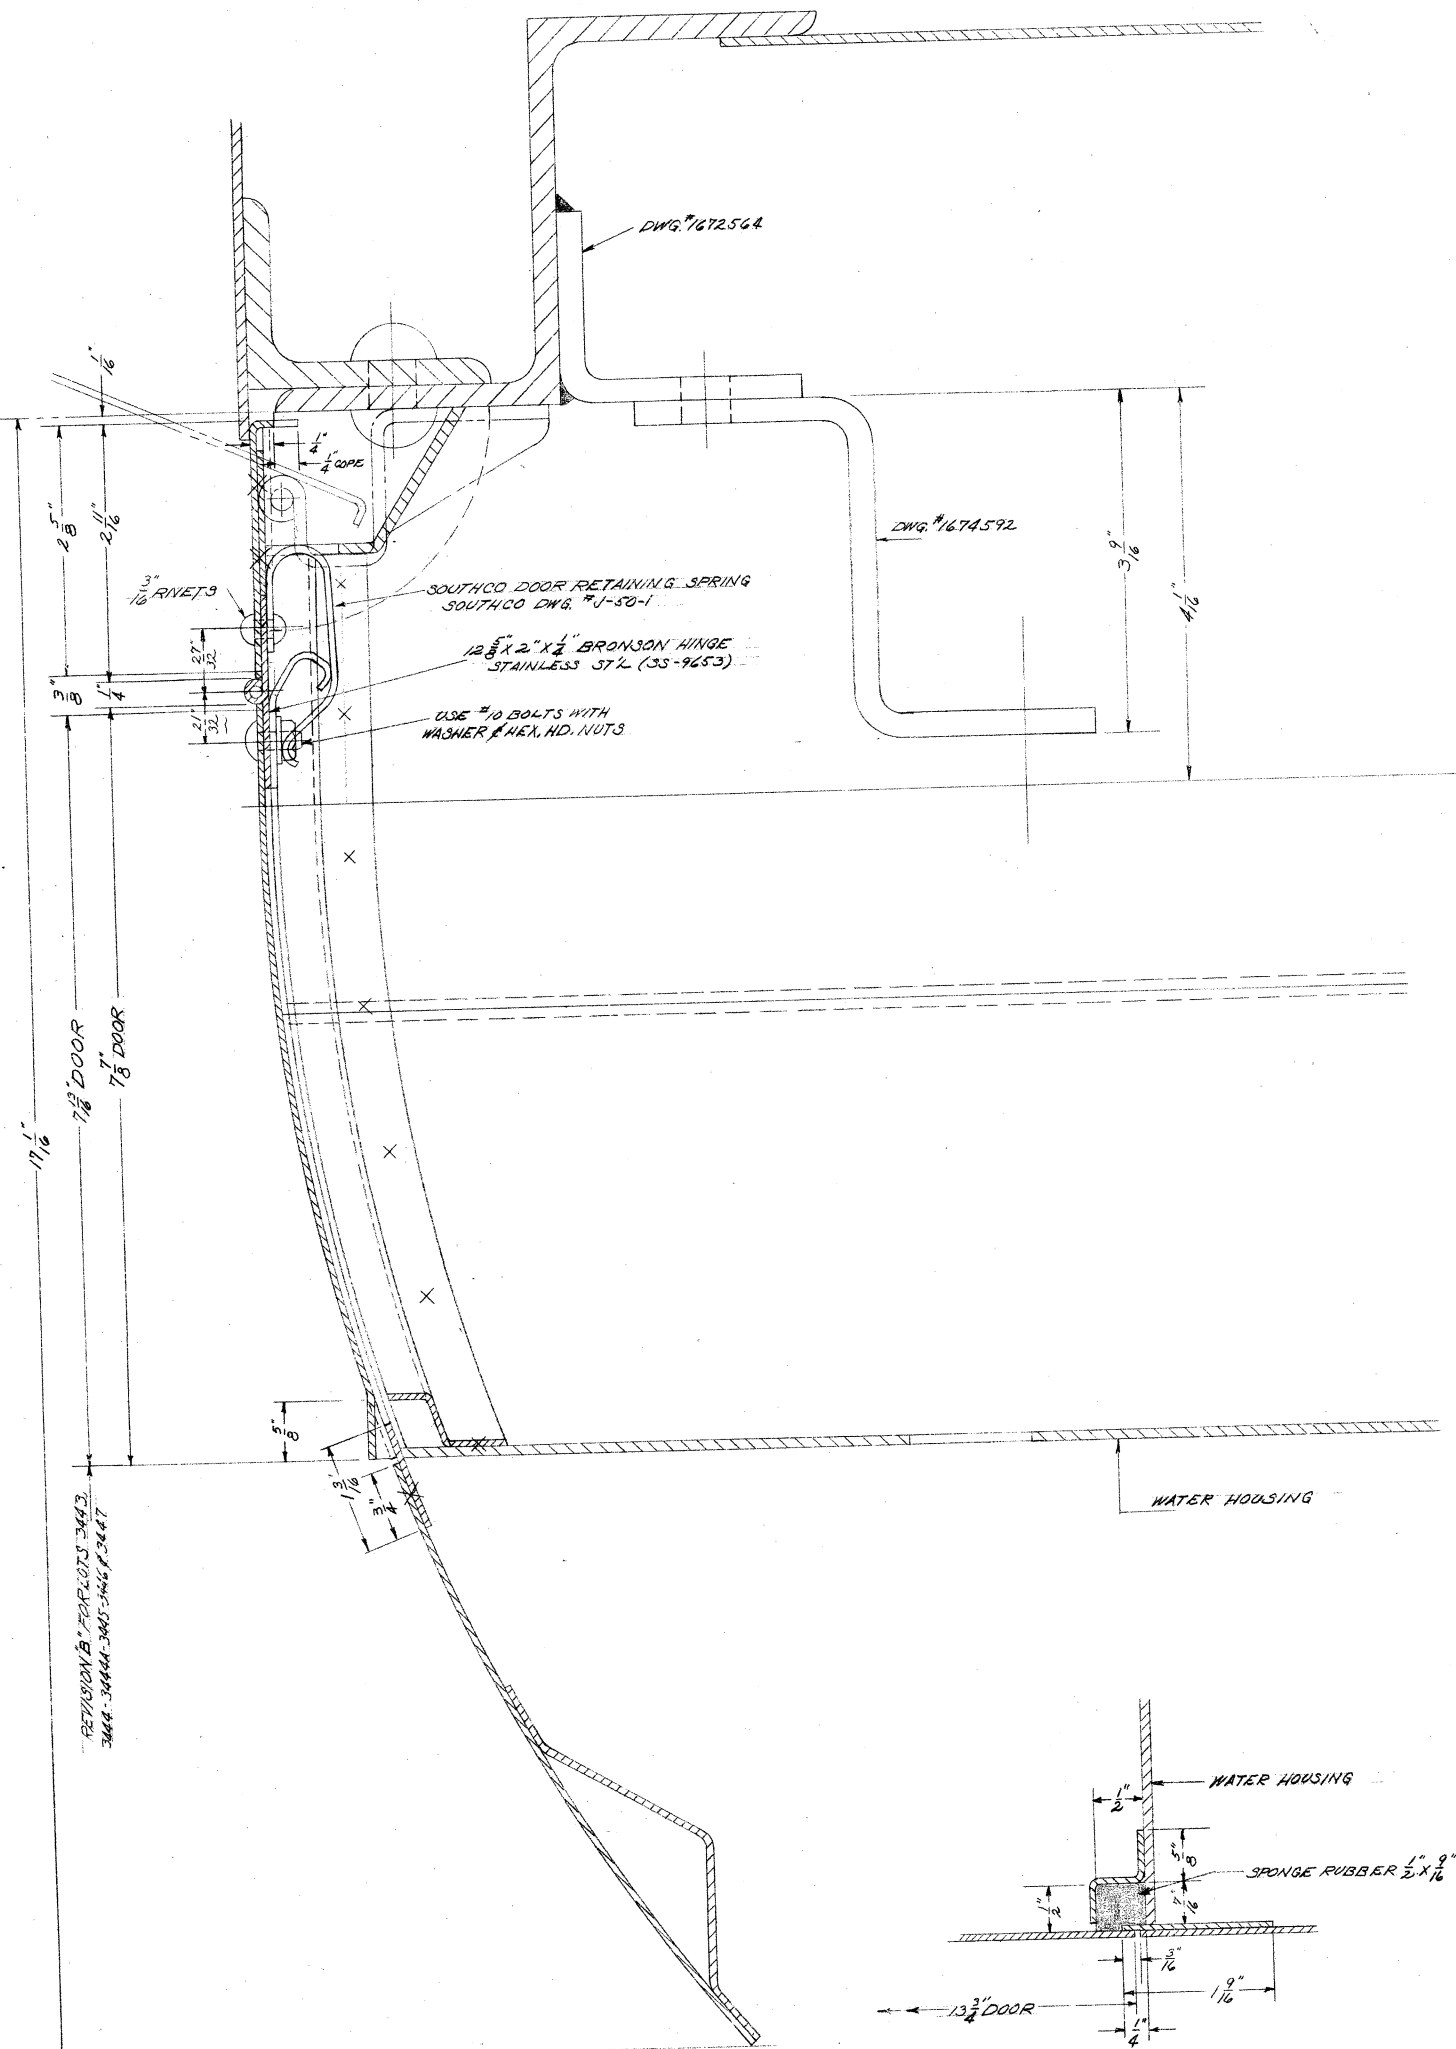 DWG. #1672564
1/16"
1/4"
1/4" COPE
2 5/8"
2 11/16"
DWG. #1674592
3 9/16"
4 1/16"
3/16" RIVETS
SOUTHCO DOOR RETAINING SPRING
SOUTHCO DWG. #J-50-1
27/32"
12 5/8" X 2" X 1/4" BRONSON HINGE
STAINLESS ST'L (SS-9653)
3/8"
1/4"
21/32"
USE #10 BOLTS WITH
WASHER & HEX. HD. NUTS
7 13/16" DOOR
7 7/8" DOOR
17 1/16"
5/8"
1 3/16"
3/4"
WATER HOUSING
REVISION "B" FOR LOTS 3443,
3444-3444A-3445-3446 & 3447
WATER HOUSING
1/2"
5/8"
SPONGE RUBBER 1/2" X 9/16"
1/2"
7/16"
3/16"
1 9/16"
13 3/4" DOOR
1/4"